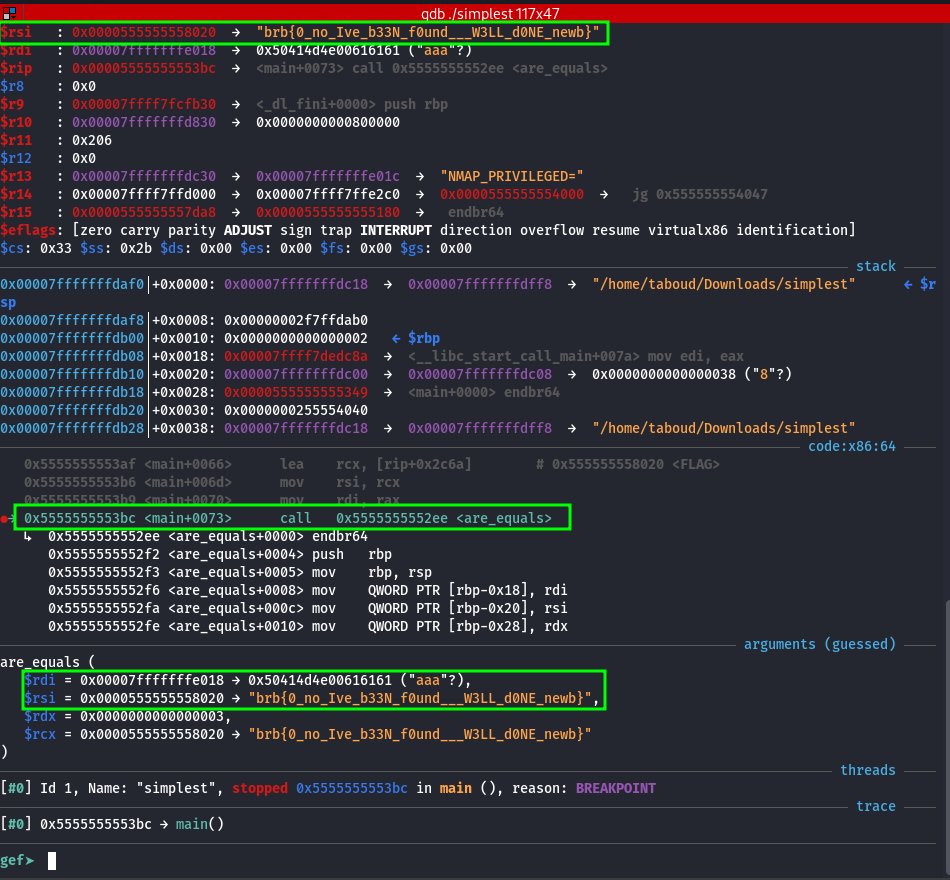 gdb ./simplest 117x47
$rsi   : 0x0000555555558020  →  "brb{0_no_Ive_b33N_f0und___W3LL_d0NE_newb}"
$rdi   : 0x00007fffffffe018  →  0x50414d4e00616161 ("aaa"?)
$rip   : 0x00005555555553bc  →  <main+0073> call 0x5555555552ee <are_equals>
$r8    : 0x0
$r9    : 0x00007ffff7fcfb30  →  <_dl_fini+0000> push rbp
$r10   : 0x00007fffffffd830  →  0x0000000000800000
$r11   : 0x206
$r12   : 0x0
$r13   : 0x00007fffffffdc30  →  0x00007fffffffe01c  →  "NMAP_PRIVILEGED="
$r14   : 0x00007ffff7ffd000  →  0x00007ffff7ffe2c0  →  0x0000555555554000  →   jg 0x555555554047
$r15   : 0x0000555555557da8  →  0x0000555555555180  →   endbr64
$eflags: [zero carry parity ADJUST sign trap INTERRUPT direction overflow resume virtualx86 identification]
$cs: 0x33 $ss: 0x2b $ds: 0x00 $es: 0x00 $fs: 0x00 $gs: 0x00
stack
0x00007fffffffdaf0│+0x0000: 0x00007fffffffdc18  →  0x00007fffffffdff8  →  "/home/taboud/Downloads/simplest"      ← $r
sp
0x00007fffffffdaf8│+0x0008: 0x00000002f7ffdab0
0x00007fffffffdb00│+0x0010: 0x0000000000000002   ← $rbp
0x00007fffffffdb08│+0x0018: 0x00007ffff7dedc8a  →  <__libc_start_call_main+007a> mov edi, eax
0x00007fffffffdb10│+0x0020: 0x00007fffffffdc00  →  0x00007fffffffdc08  →  0x0000000000000038 ("8"?)
0x00007fffffffdb18│+0x0028: 0x0000555555555349  →  <main+0000> endbr64
0x00007fffffffdb20│+0x0030: 0x0000000255554040
0x00007fffffffdb28│+0x0038: 0x00007fffffffdc18  →  0x00007fffffffdff8  →  "/home/taboud/Downloads/simplest"
code:x86:64
0x5555555553af <main+0066>      lea    rcx, [rip+0x2c6a]        # 0x555555558020 <FLAG>
0x5555555553b6 <main+006d>      mov    rsi, rcx
0x5555555553b9 <main+0070>      mov    rdi, rax
●→ 0x5555555553bc <main+0073>      call   0x5555555552ee <are_equals>
↳  0x5555555552ee <are_equals+0000> endbr64
0x5555555552f2 <are_equals+0004> push   rbp
0x5555555552f3 <are_equals+0005> mov    rbp, rsp
0x5555555552f6 <are_equals+0008> mov    QWORD PTR [rbp-0x18], rdi
0x5555555552fa <are_equals+000c> mov    QWORD PTR [rbp-0x20], rsi
0x5555555552fe <are_equals+0010> mov    QWORD PTR [rbp-0x28], rdx
arguments (guessed)
are_equals (
$rdi = 0x00007fffffffe018 → 0x50414d4e00616161 ("aaa"?),
$rsi = 0x0000555555558020 → "brb{0_no_Ive_b33N_f0und___W3LL_d0NE_newb}",
$rdx = 0x0000000000000003,
$rcx = 0x0000555555558020 → "brb{0_no_Ive_b33N_f0und___W3LL_d0NE_newb}"
)
threads
[#0] Id 1, Name: "simplest", stopped 0x5555555553bc in main (), reason: BREAKPOINT
trace
[#0] 0x5555555553bc → main()
gef➤